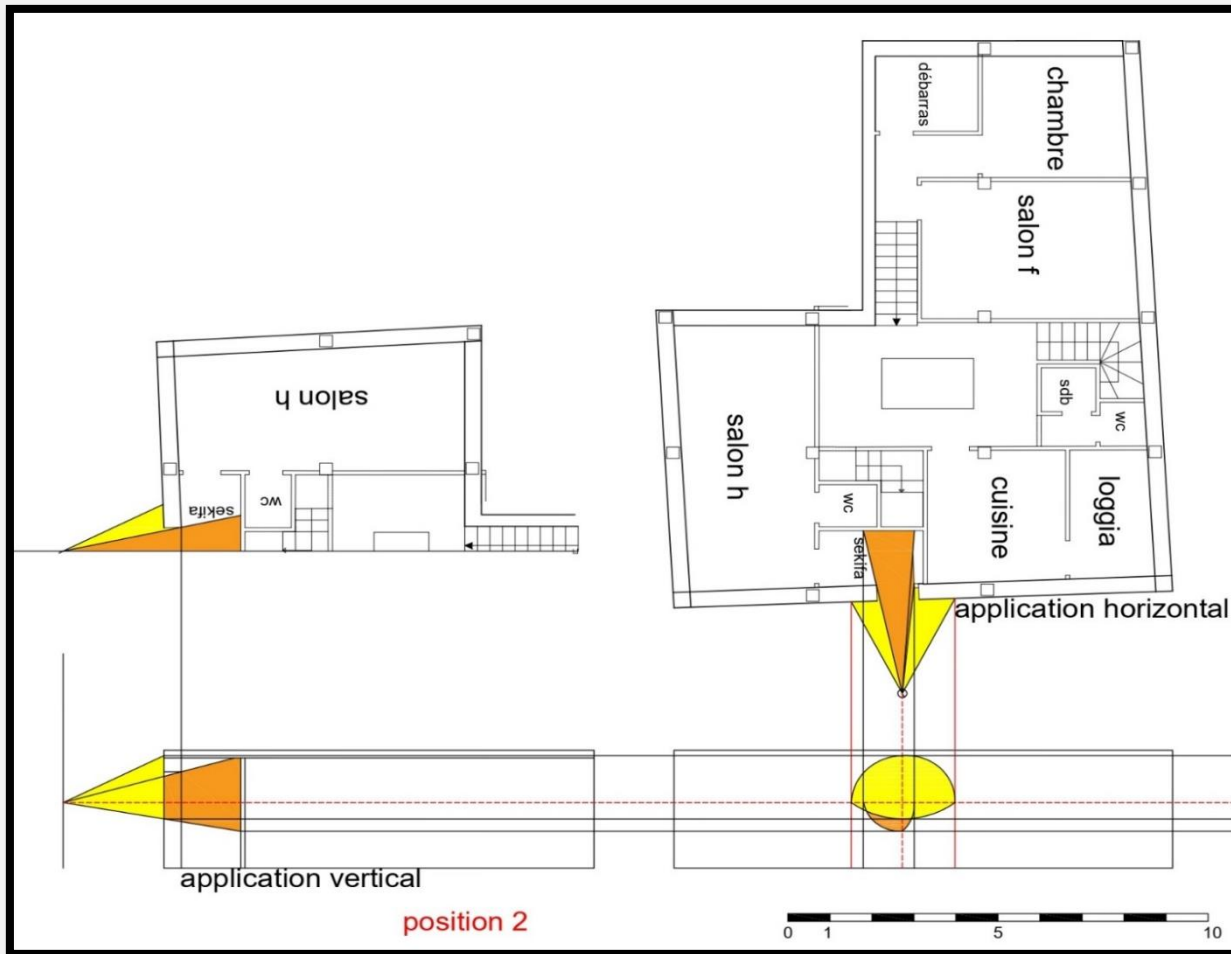 débarras
chambre
salon f
salon h
sdb
wc
salon h
wc
sekifa
wc
sekifa
cuisine
loggia
application horizontal
application vertical
position 2
0 1 5 10